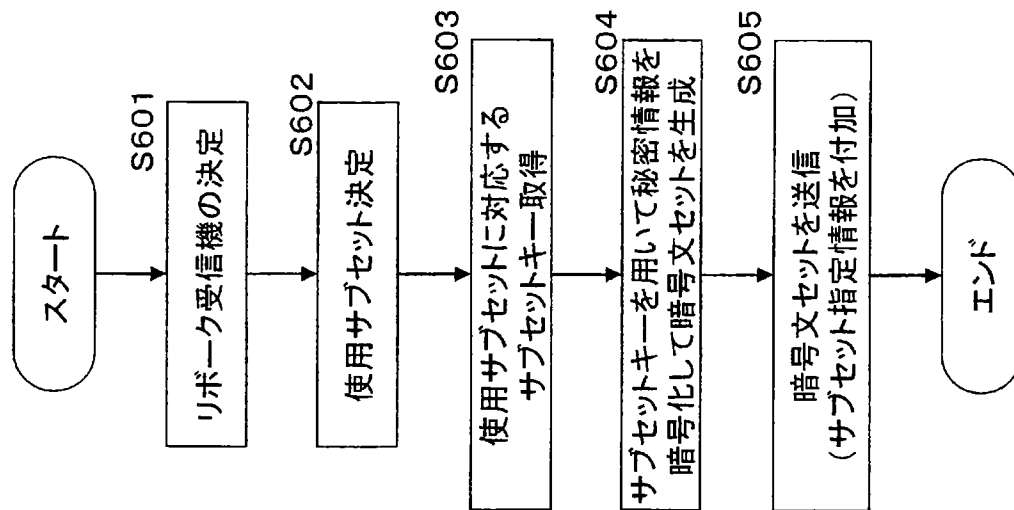 スタート
S601
リボーク受信機の決定
S602
使用サブセット決定
S603
使用サブセットに対応する
サブセットキー取得
S604
サブセットキーを用いて秘密情報を
暗号化して暗号文セットを生成
S605
暗号文セットを送信
(サブセット指定情報を付加)
エンド